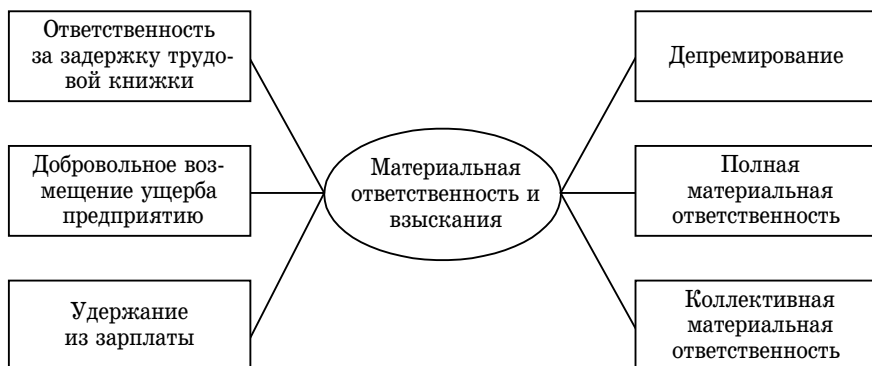 Ответственность
за задержку трудо-
вой книжки
Добровольное воз-
мещение ущерба
предприятию
Удержание
из зарплаты
Материальная
ответственность и
взыскания
Депремирование
Полная
материальная
ответственность
Коллективная
материальная
ответственность